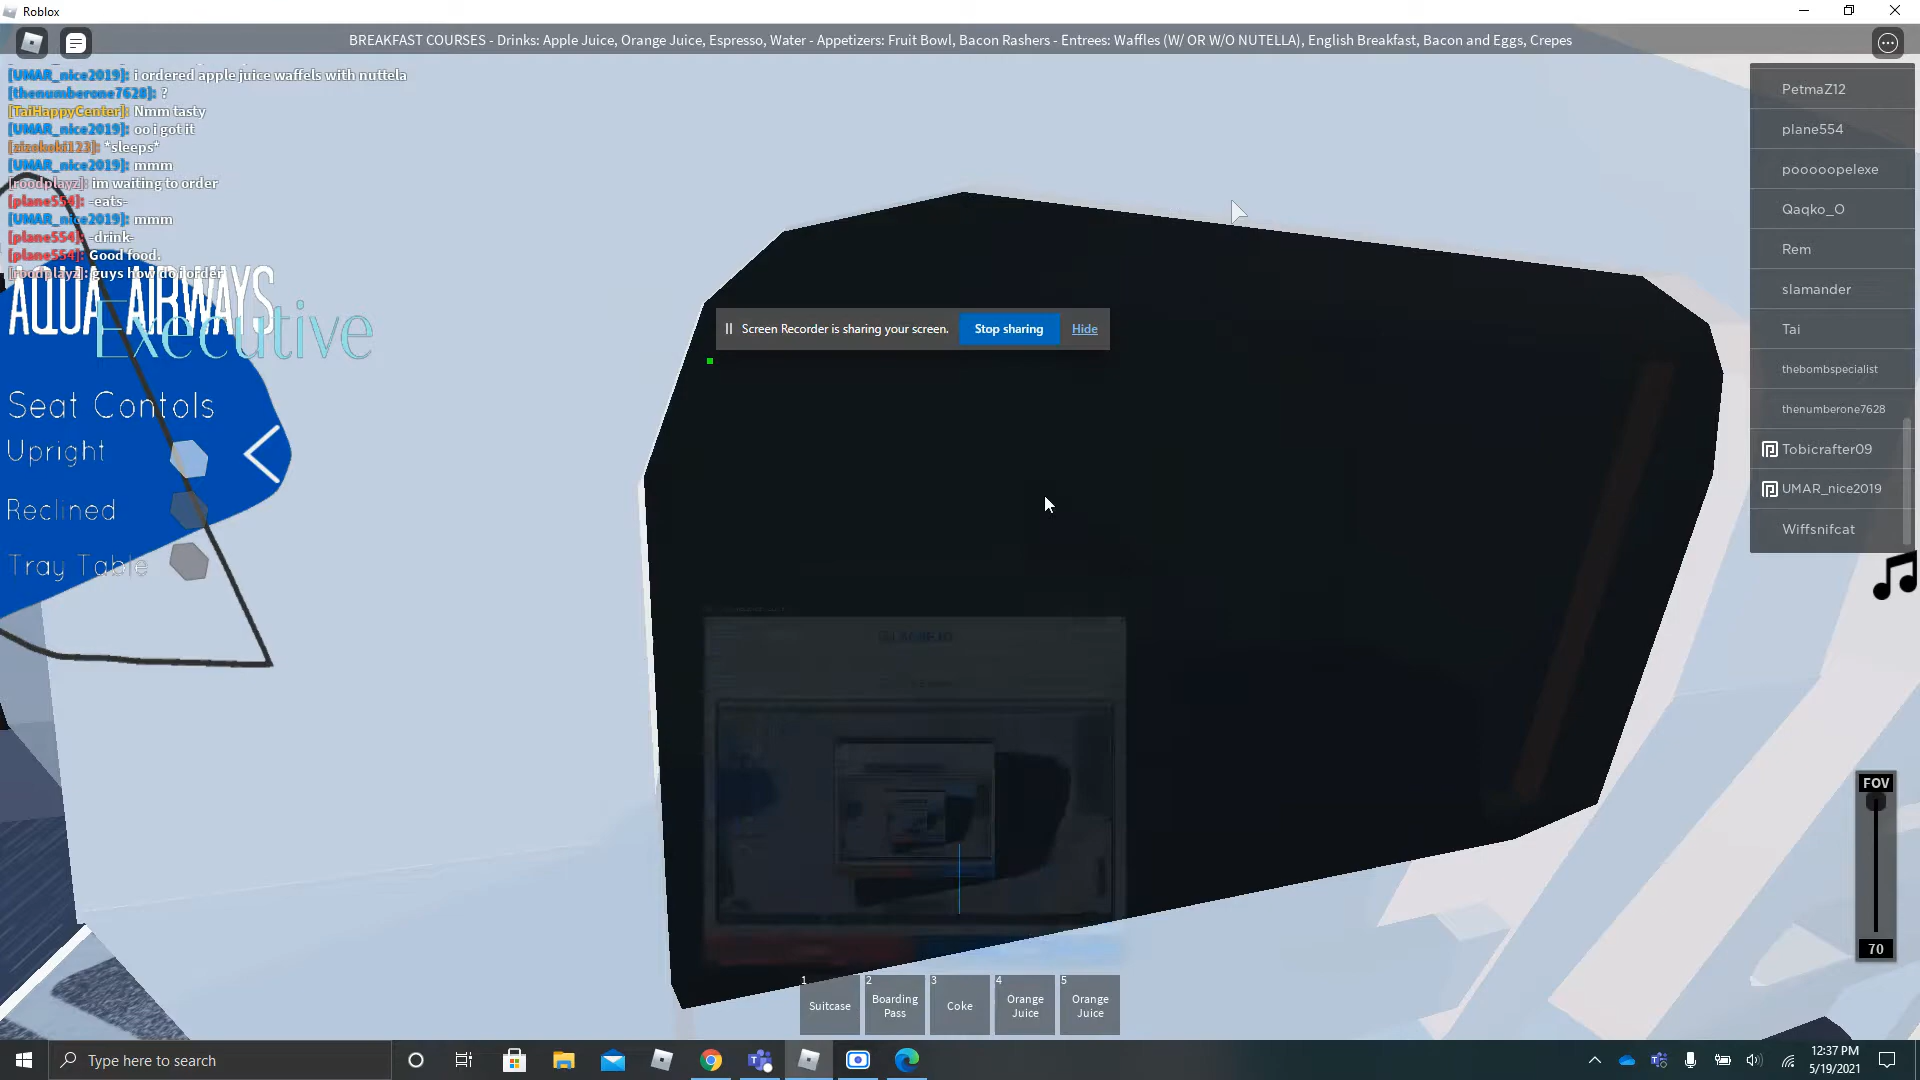 Roblox
BREAKFAST COURSES - Drinks: Apple Juice, Orange Juice, Espresso, Water - Appetizers: Fruit Bowl, Bacon Rashers - Entrees: Waffles (W/ OR W/O NUTELLA), English Breakfast, Bacon and Eggs, Crepes
[UMAR_nice2019]: i ordered apple juice waffels with nuttela
[thenumberone7628]: ?
[TaiHappyCenter]: Nmm tasty
[UMAR_nice2019]: oo i got it
[zizoboki123]: *sleeps*
[UMAR_nice2019]: mmm
[roodplayz]: im waiting to order
[plane554]: -eats-
[UMAR_nice2019]: mmm
[plane554]: -drink-
[plane554]: Good food.
[roodplayz]: guys how do i order
AQUA AIRWAYS
Executive
Seat Contols
Upright
Reclined
Tray Table
Screen Recorder is sharing your screen. Stop sharing Hide
PetmaZ12
plane554
pooooopelexe
Qaqko_O
Rem
slamander
Tai
thebombspecialist
thenumberone7628
Tobicrafter09
UMAR_nice2019
Wiffsnifcat
FOV
70
1 Suitcase
2 Boarding Pass
3 Coke
4 Orange Juice
5 Orange Juice
Type here to search
12:37 PM
5/19/2021